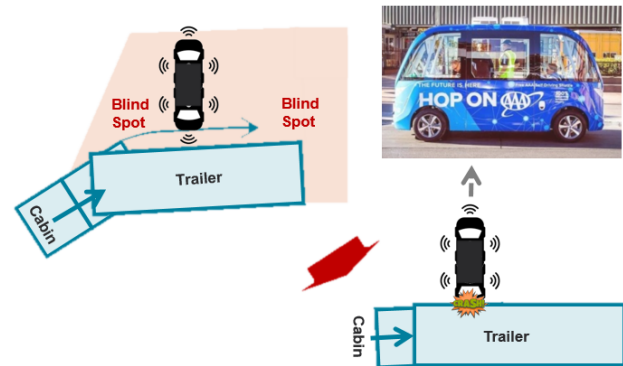 Blind
Spot
Blind
Spot
Trailer
Cabin
THE FUTURE IS HERE
HOP ON AAA
CRASH!
Cabin
Trailer